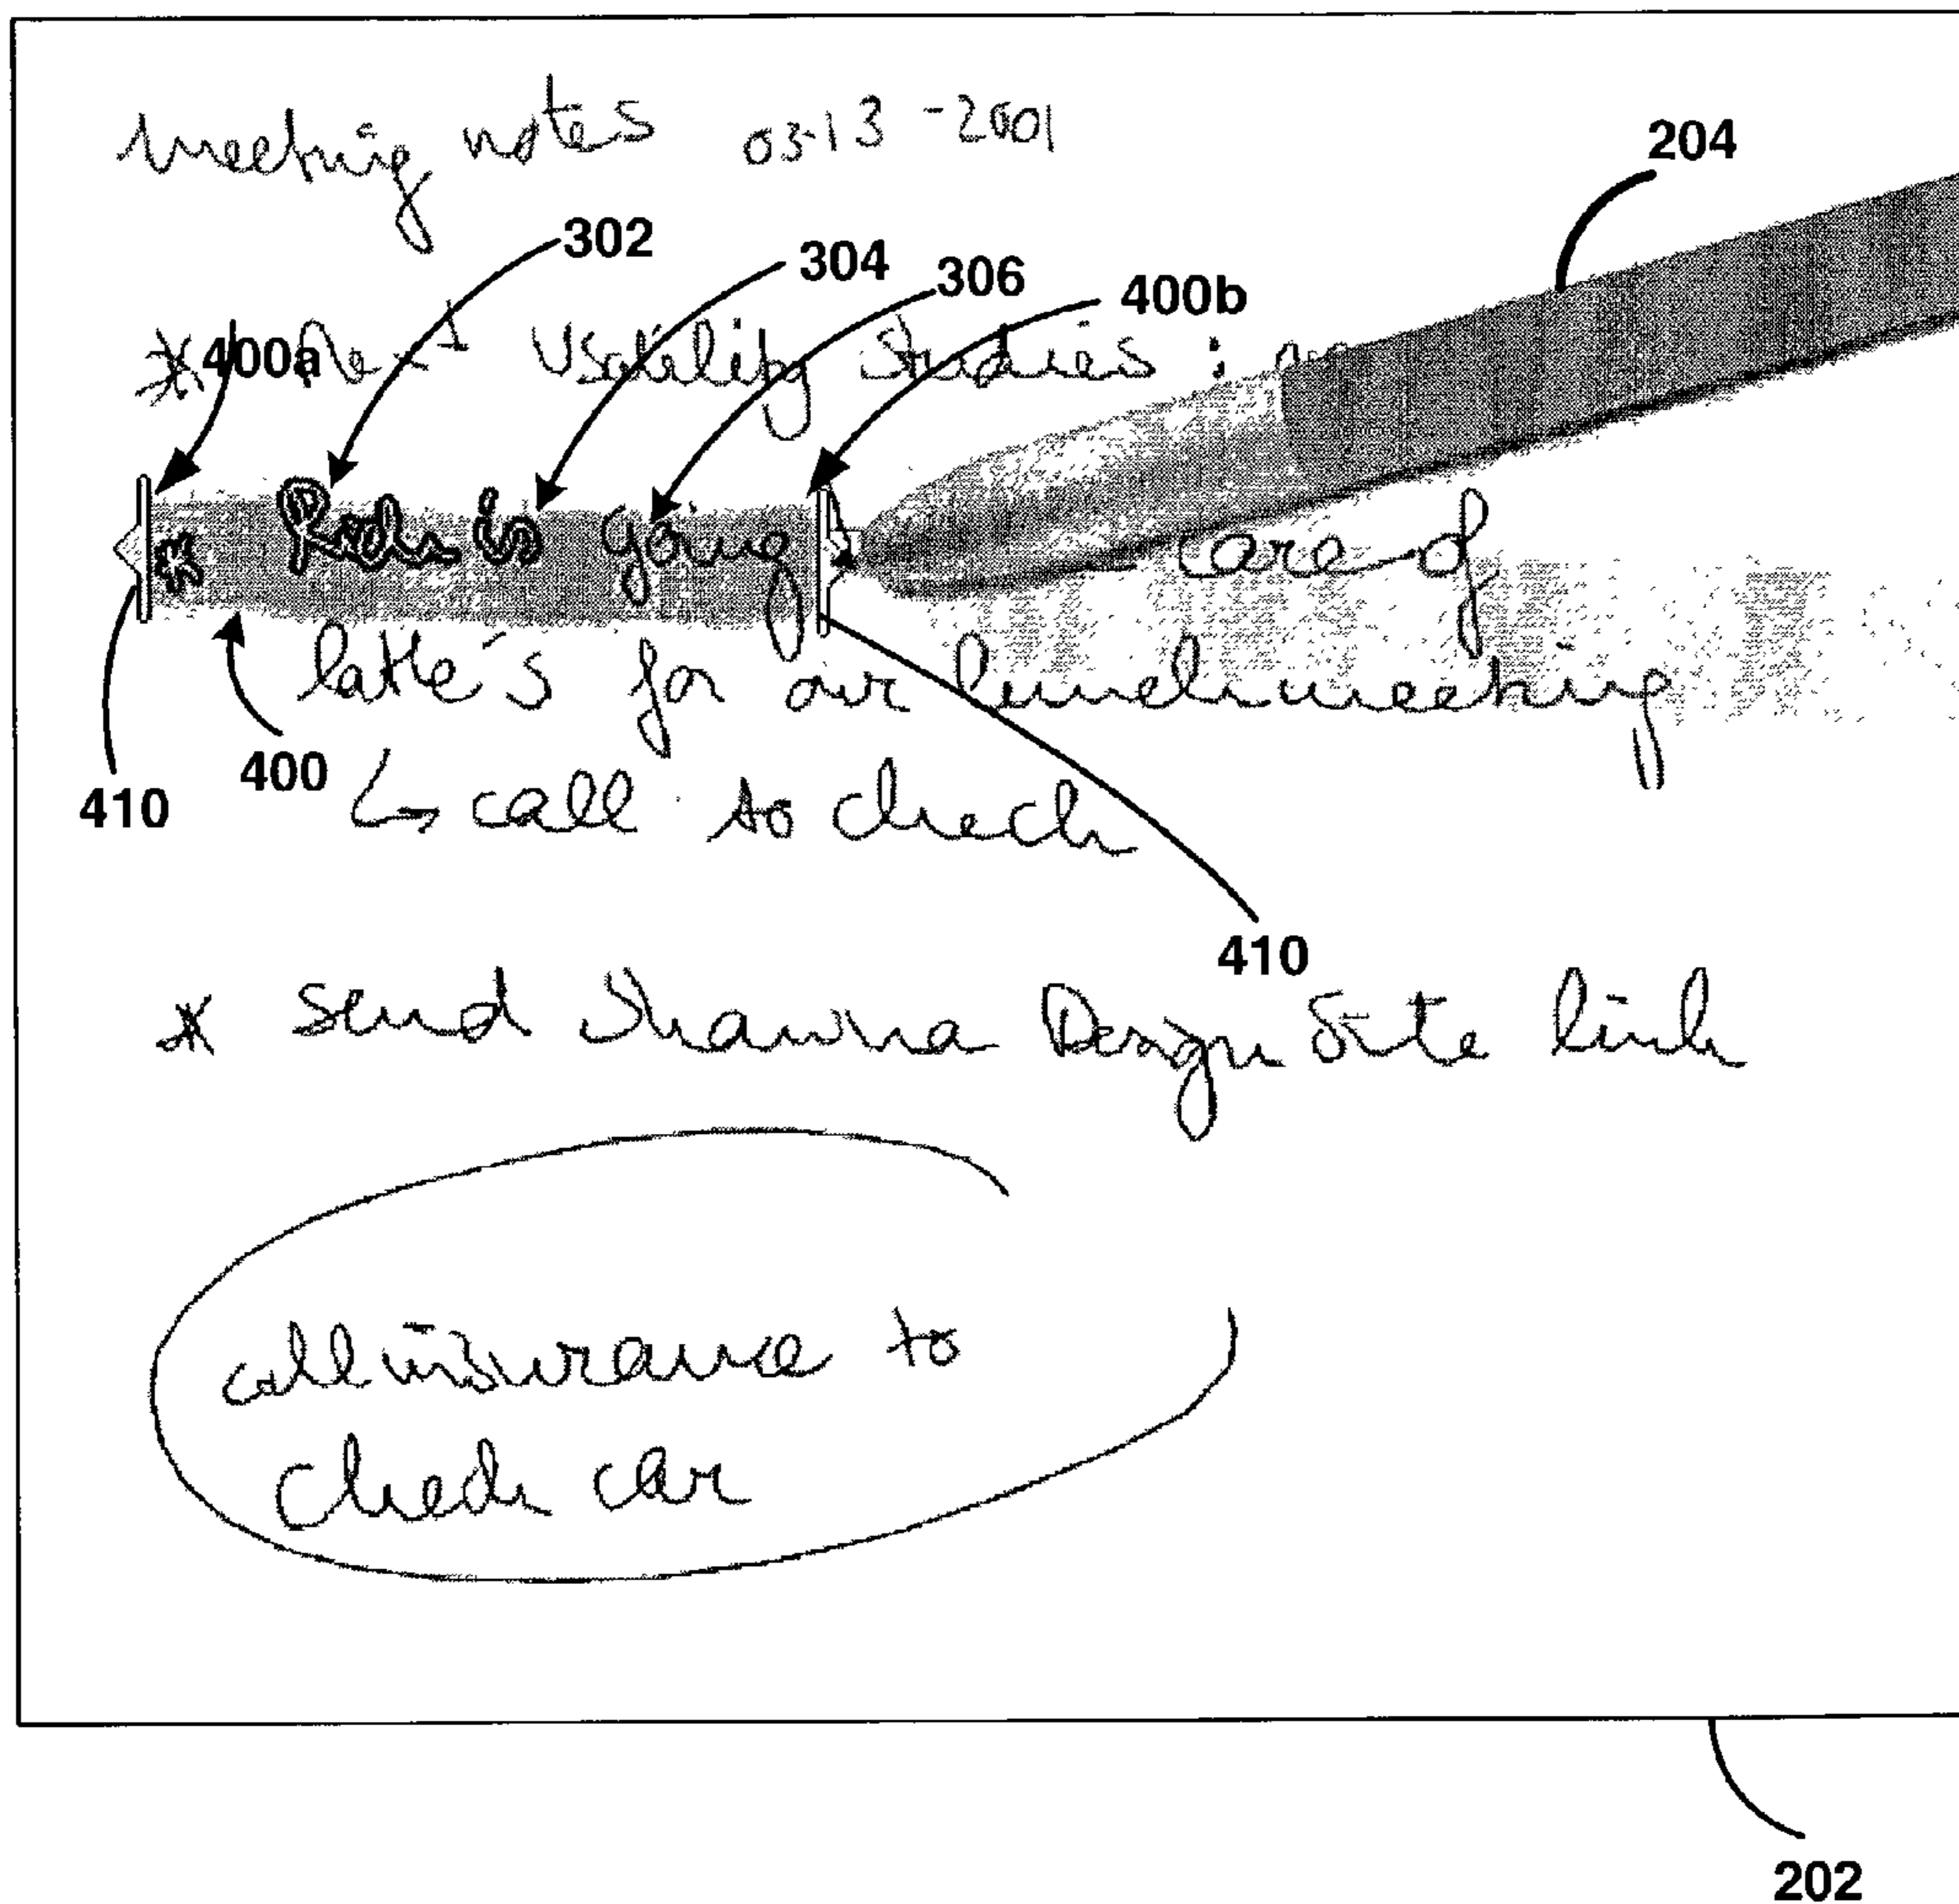 meeting notes 03-13-2001
204
302
304
306
400b
* 400a Next Usability Studies :
* Rich is going care of
latte's for our lunch meeting
410
400
↳ call to check
410
* Send Shawna Design Site link
call insurance to
check car
202